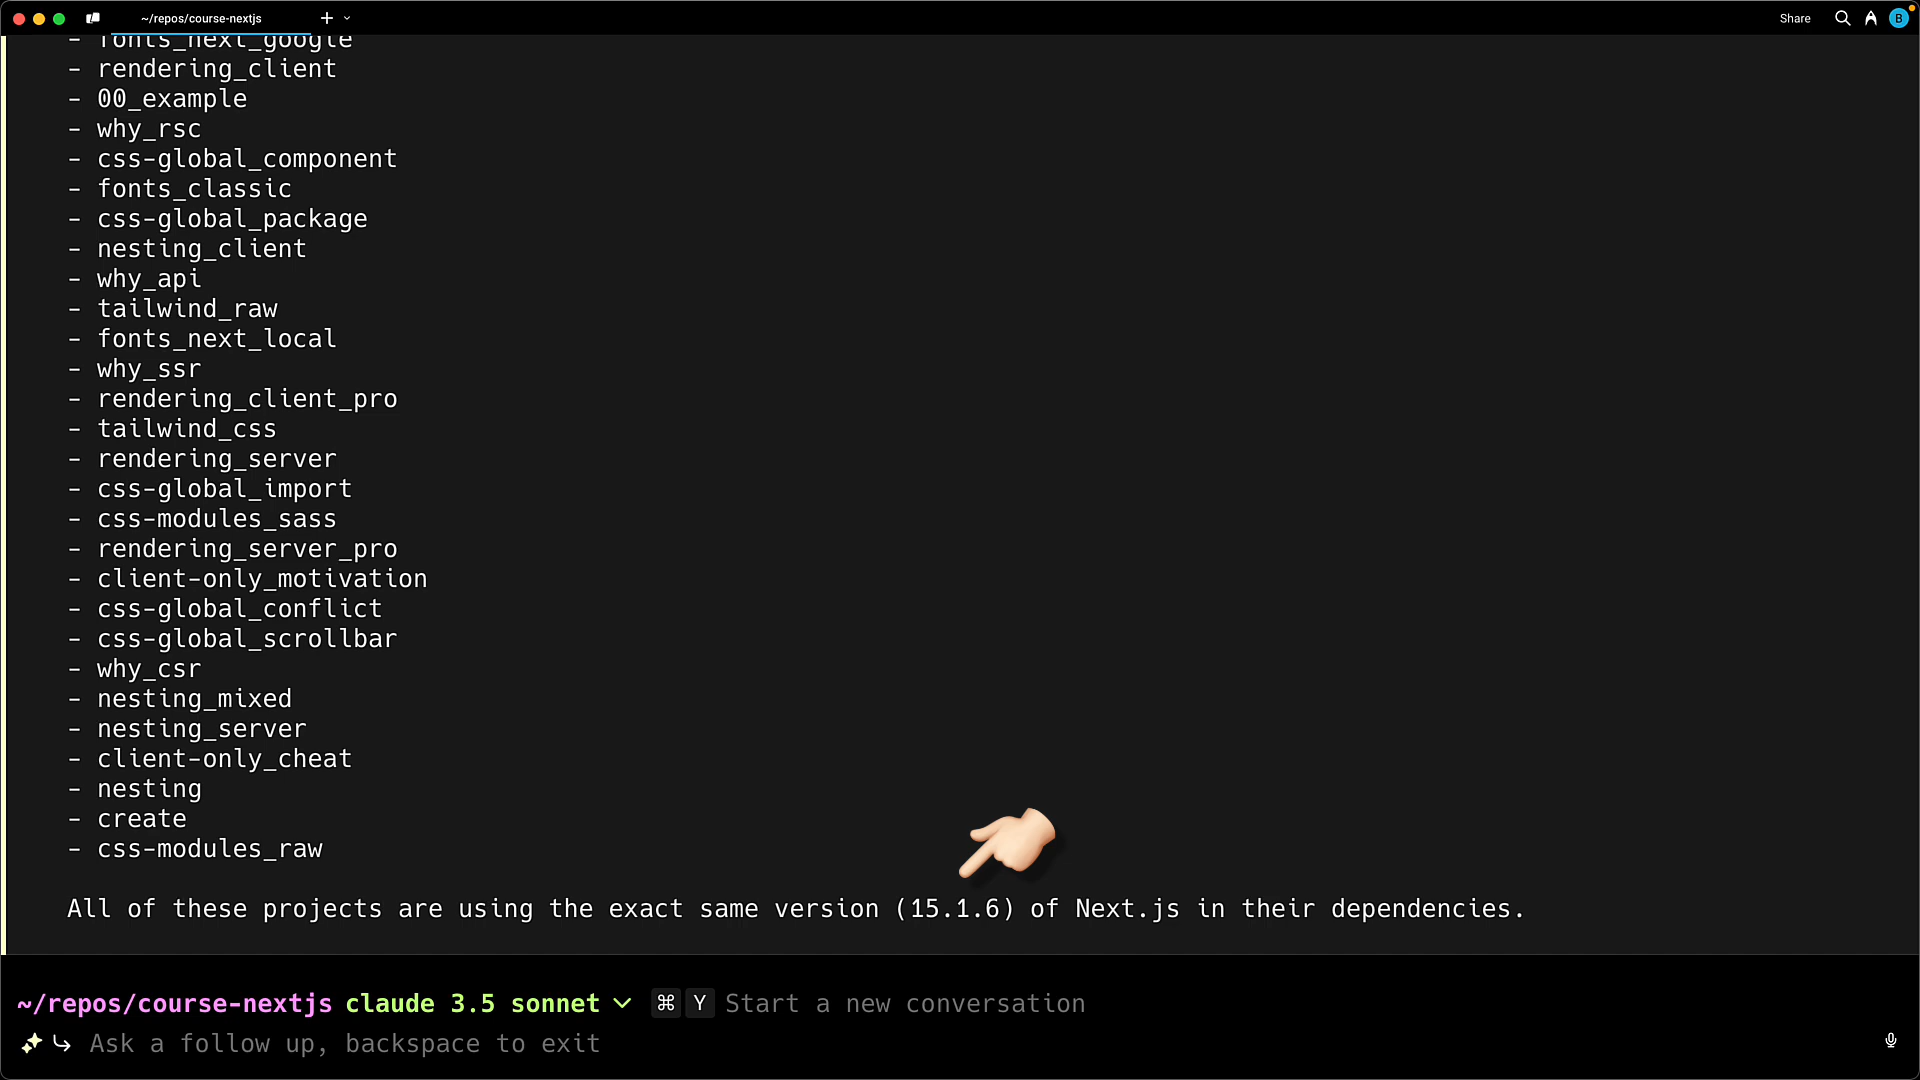 ~/repos/course-nextjs
Share
B
- fonts_next_google
- rendering_client
- 00_example
- why_rsc
- css-global_component
- fonts_classic
- css-global_package
- nesting_client
- why_api
- tailwind_raw
- fonts_next_local
- why_ssr
- rendering_client_pro
- tailwind_css
- rendering_server
- css-global_import
- css-modules_sass
- rendering_server_pro
- client-only_motivation
- css-global_conflict
- css-global_scrollbar
- why_csr
- nesting_mixed
- nesting_server
- client-only_cheat
- nesting
- create
- css-modules_raw
All of these projects are using the exact same version (15.1.6) of Next.js in their dependencies.
~/repos/course-nextjs claude 3.5 sonnet ⌘ Y Start a new conversation
Ask a follow up, backspace to exit